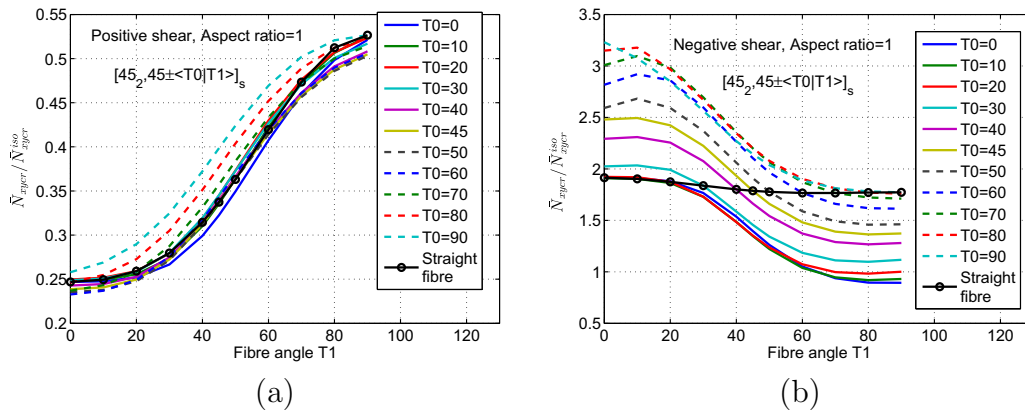 0.55
0.5
0.45
0.4
0.35
0.3
0.25
0.2
0 20 40 60 80 100 120
Fibre angle T1
N̄xycr/N̄xycr^iso
Positive shear, Aspect ratio=1
[45₂,45±<T0|T1>]ₛ
T0=0
T0=10
T0=20
T0=30
T0=40
T0=45
T0=50
T0=60
T0=70
T0=80
T0=90
Straight
fibre
(a)
3.5
3
2.5
2
1.5
1
0.5
0 20 40 60 80 100 120
Fibre angle T1
N̄xycr/N̄xycr^iso
Negative shear, Aspect ratio=1
[45₂,45±<T0|T1>]ₛ
T0=0
T0=10
T0=20
T0=30
T0=40
T0=45
T0=50
T0=60
T0=70
T0=80
T0=90
Straight
fibre
(b)